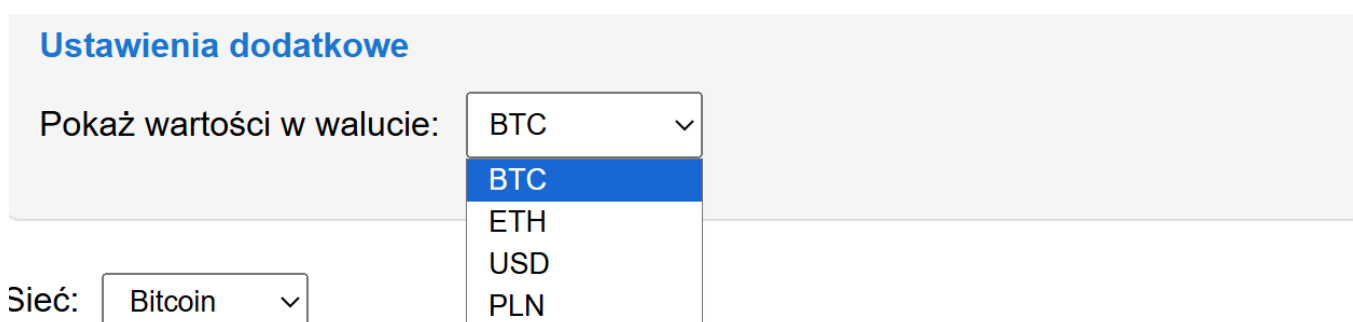 Ustawienia dodatkowe
Pokaż wartości w walucie: BTC
BTC
ETH
USD
PLN
Sieć: Bitcoin